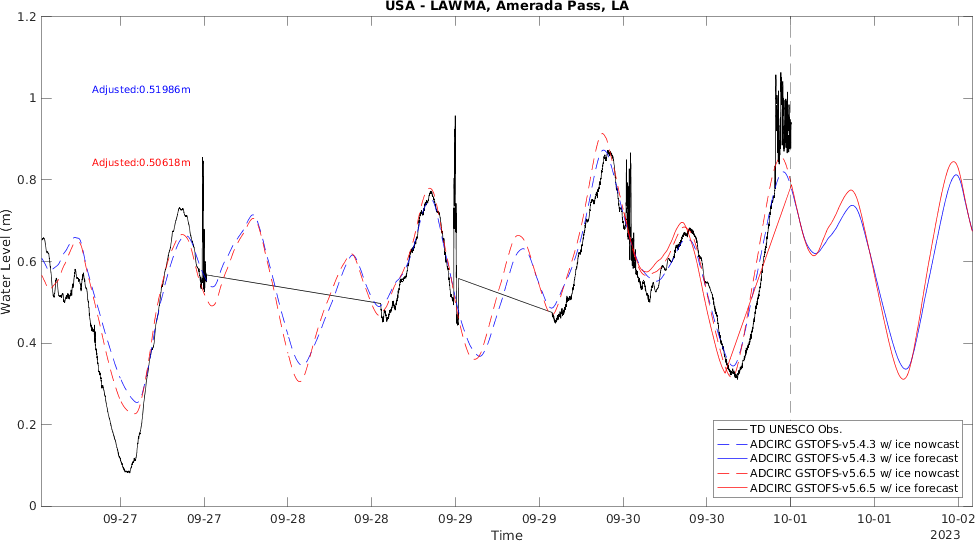 USA - LAWMA, Amerada Pass, LA
1.2
1
0.8
0.6
0.4
0.2
0
Water Level (m)
Adjusted:0.51986m
Adjusted:0.50618m
TD UNESCO Obs.
ADCIRC GSTOFS-v5.4.3 w/ ice nowcast
ADCIRC GSTOFS-v5.4.3 w/ ice forecast
ADCIRC GSTOFS-v5.6.5 w/ ice nowcast
ADCIRC GSTOFS-v5.6.5 w/ ice forecast
09-27 09-27 09-28 09-28 09-29 09-29 09-30 09-30 10-01 10-01 10-02
Time 2023